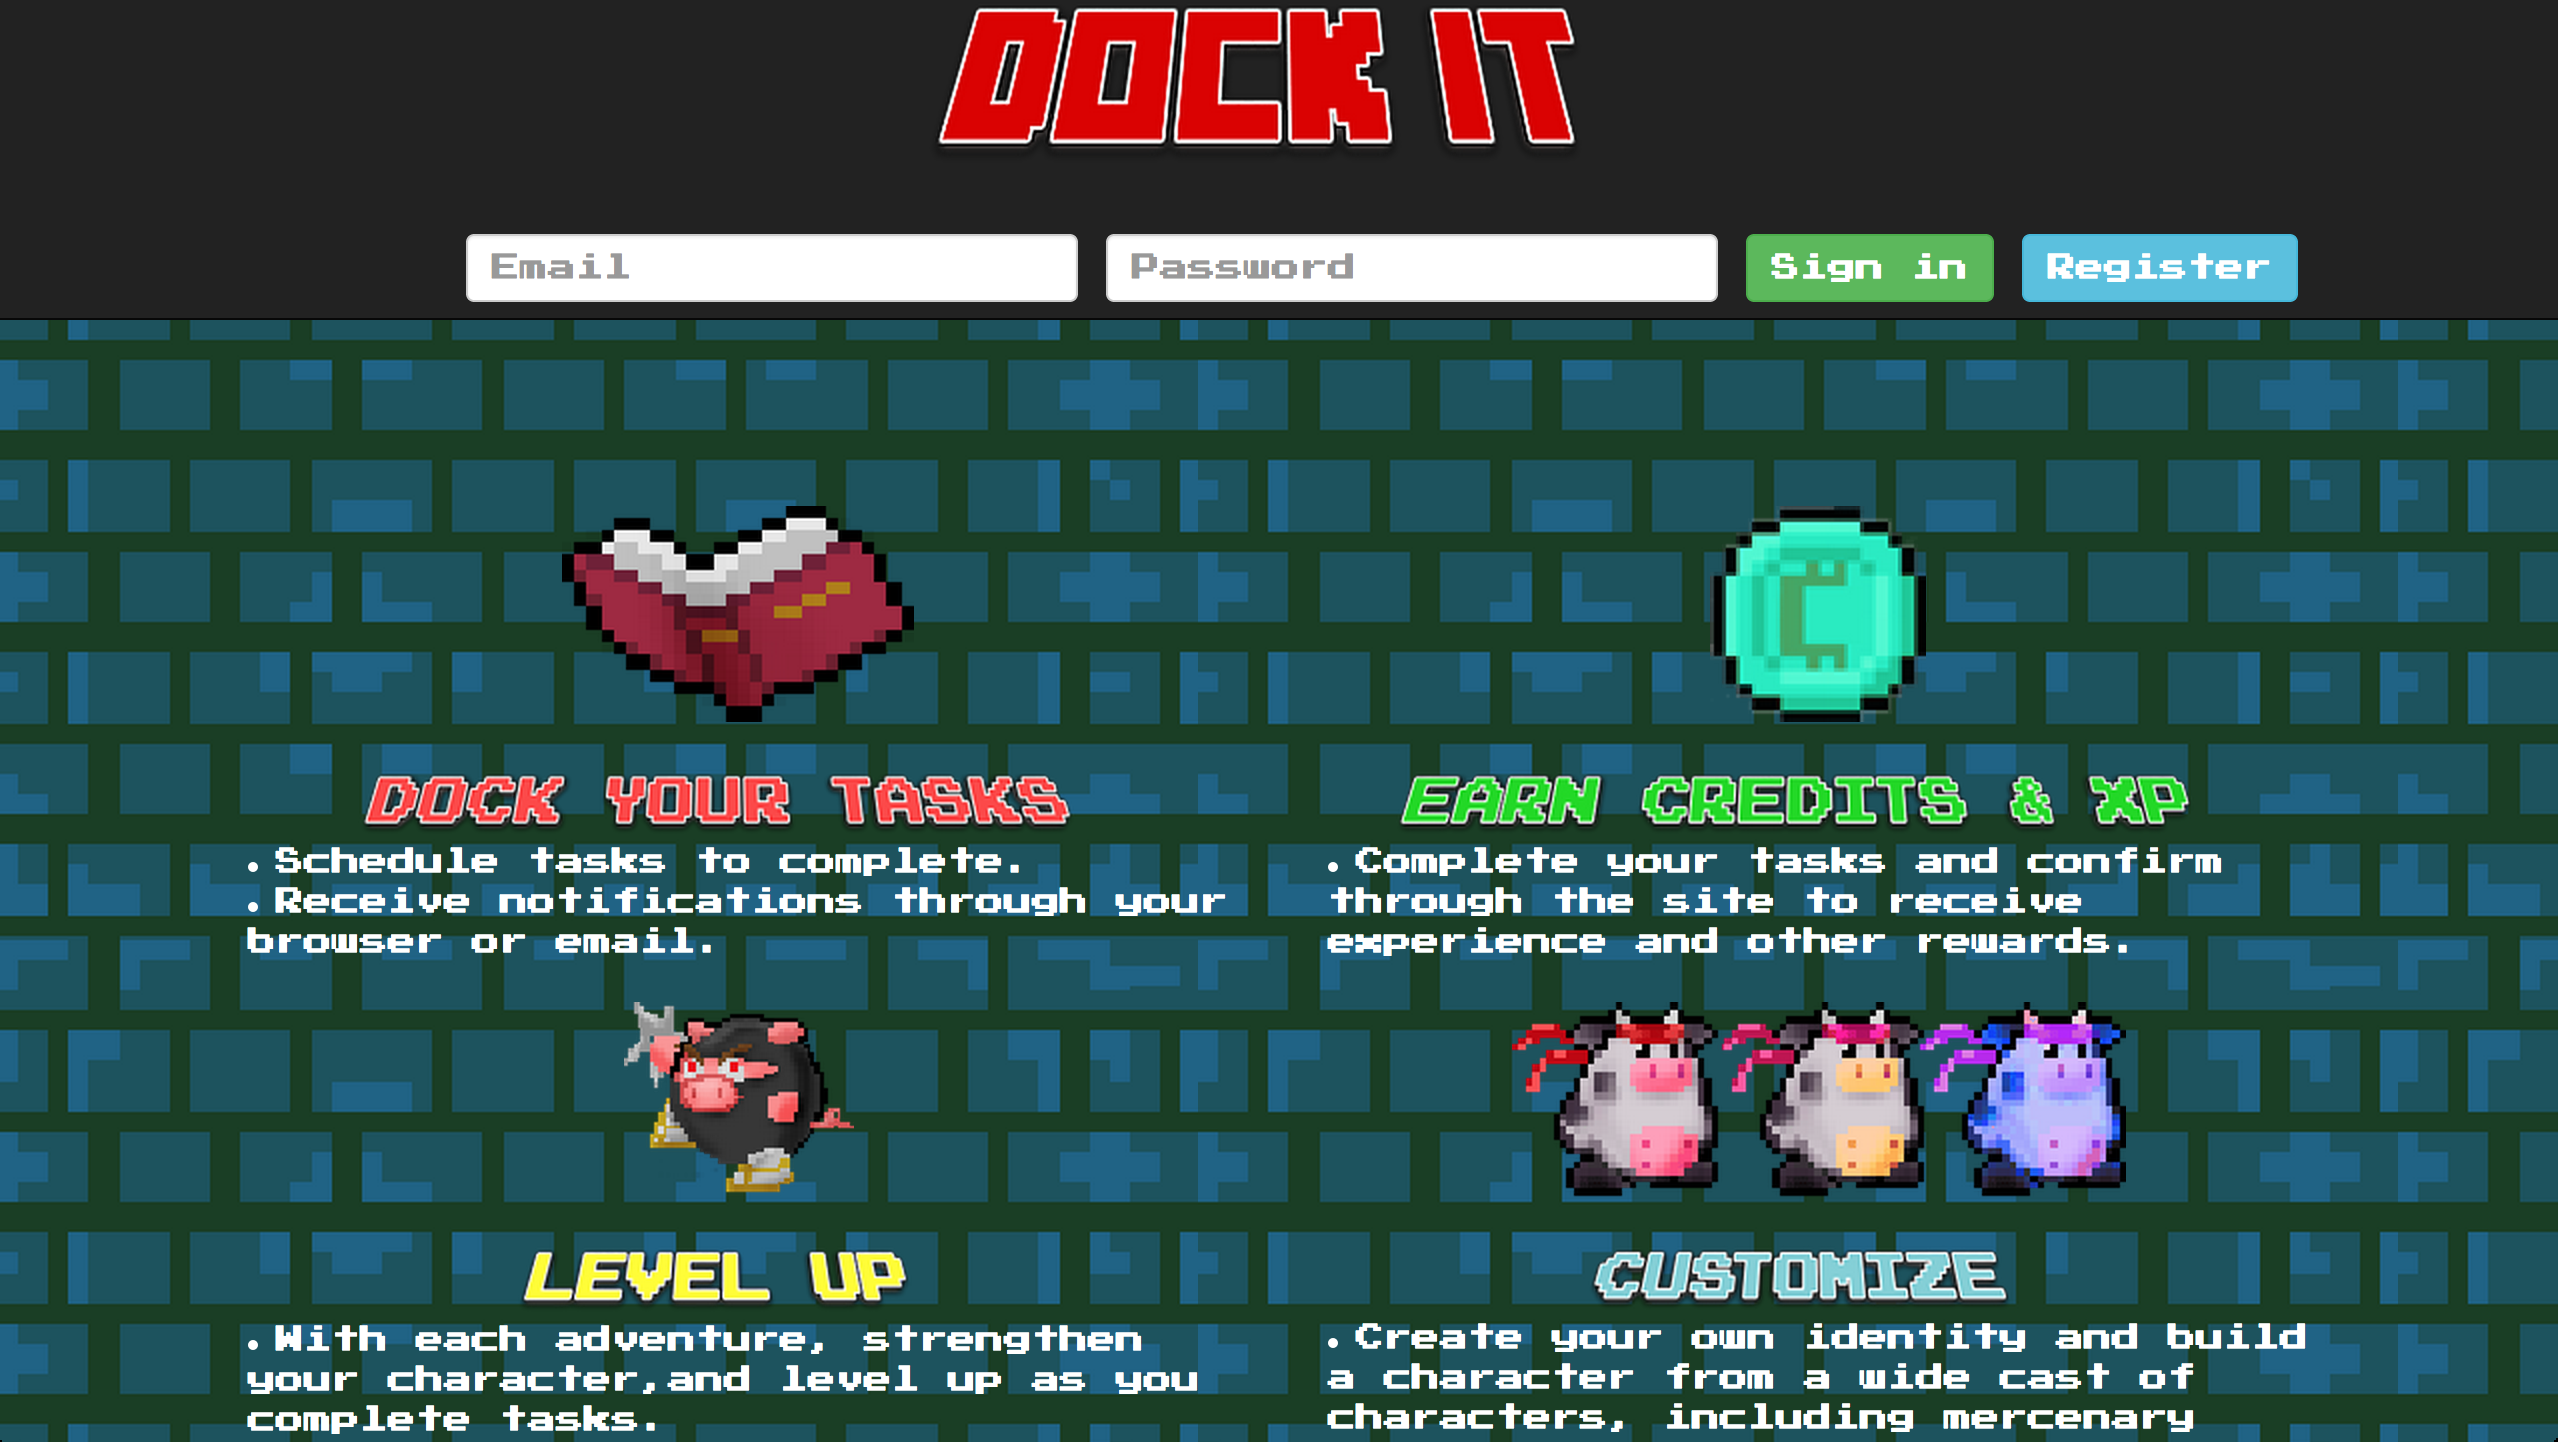 DOCK IT
Email
Password
Sign in
Register
DOCK YOUR TASKS
• Schedule tasks to complete.
• Receive notifications through your
browser or email.
EARN CREDITS & XP
• Complete your tasks and confirm
through the site to receive
experience and other rewards.
LEVEL UP
• With each adventure, strengthen
your character,and level up as you
complete tasks.
CUSTOMIZE
• Create your own identity and build
a character from a wide cast of
characters, including mercenary